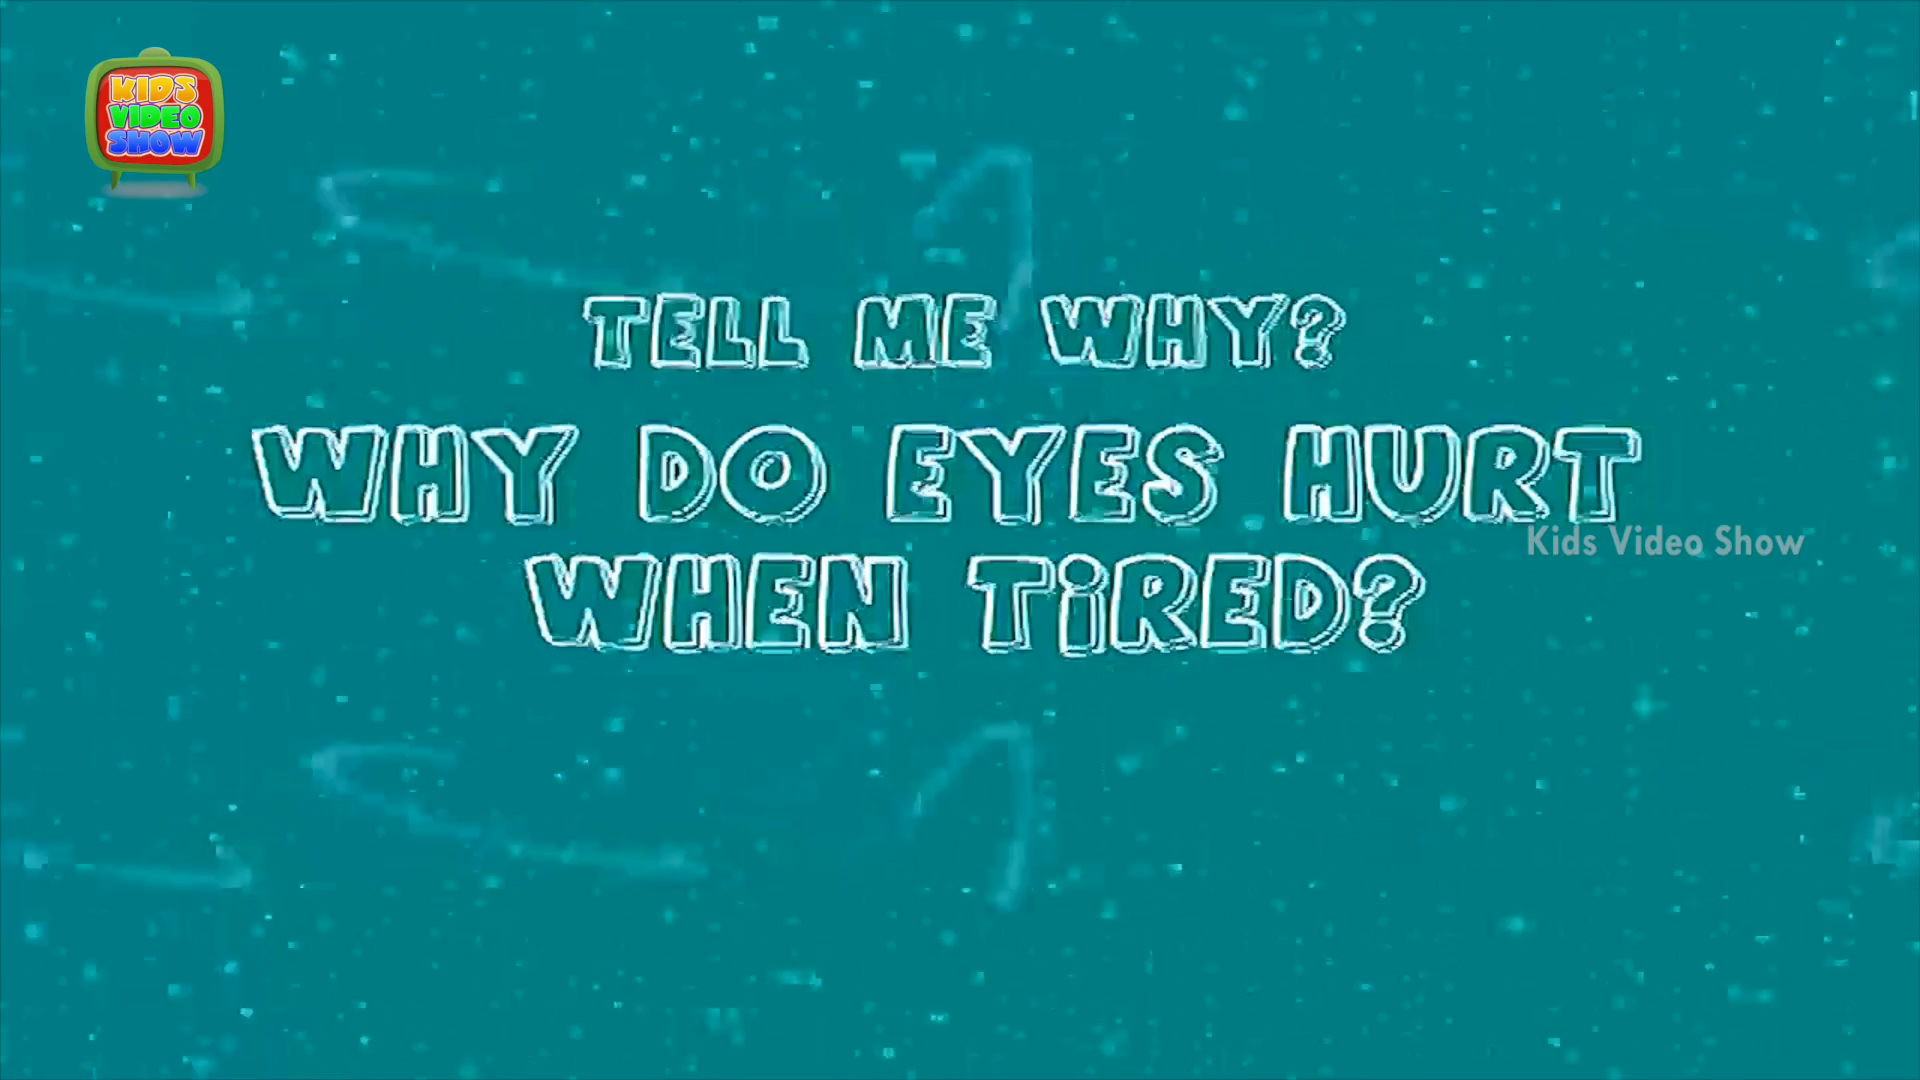 KIDS
VIDEO
SHOW
TELL ME WHY?
WHY DO EYES HURT
Kids Video Show
WHEN TiRED?